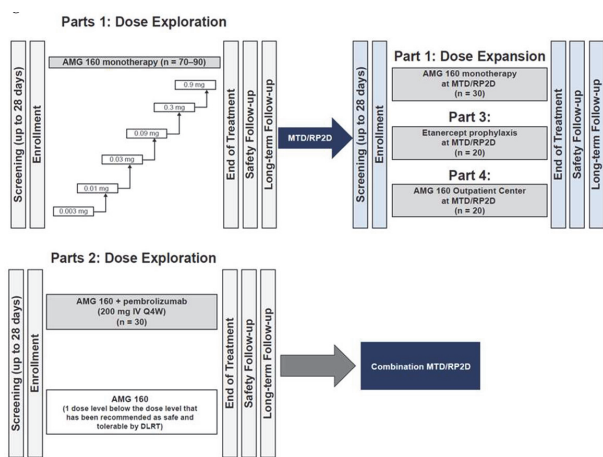 Parts 1: Dose Exploration
Screening (up to 28 days)
Enrollment
AMG 160 monotherapy (n = 70–90)
0.9 mg
0.3 mg
0.09 mg
0.03 mg
0.01 mg
0.003 mg
End of Treatment
Safety Follow-up
Long-term Follow-up
MTD/RP2D
Screening (up to 28 days)
Enrollment
Part 1: Dose Expansion
AMG 160 monotherapy
at MTD/RP2D
(n = 30)
Part 3:
Etanercept prophylaxis
at MTD/RP2D
(n = 20)
Part 4:
AMG 160 Outpatient Center
at MTD/RP2D
(n = 20)
End of Treatment
Safety Follow-up
Long-term Follow-up
Parts 2: Dose Exploration
Screening (up to 28 days)
Enrollment
AMG 160 + pembrolizumab
(200 mg IV Q4W)
(n = 30)
AMG 160
(1 dose level below the dose level that
has been recommended as safe and
tolerable by DLRT)
End of Treatment
Safety Follow-up
Long-term Follow-up
Combination MTD/RP2D